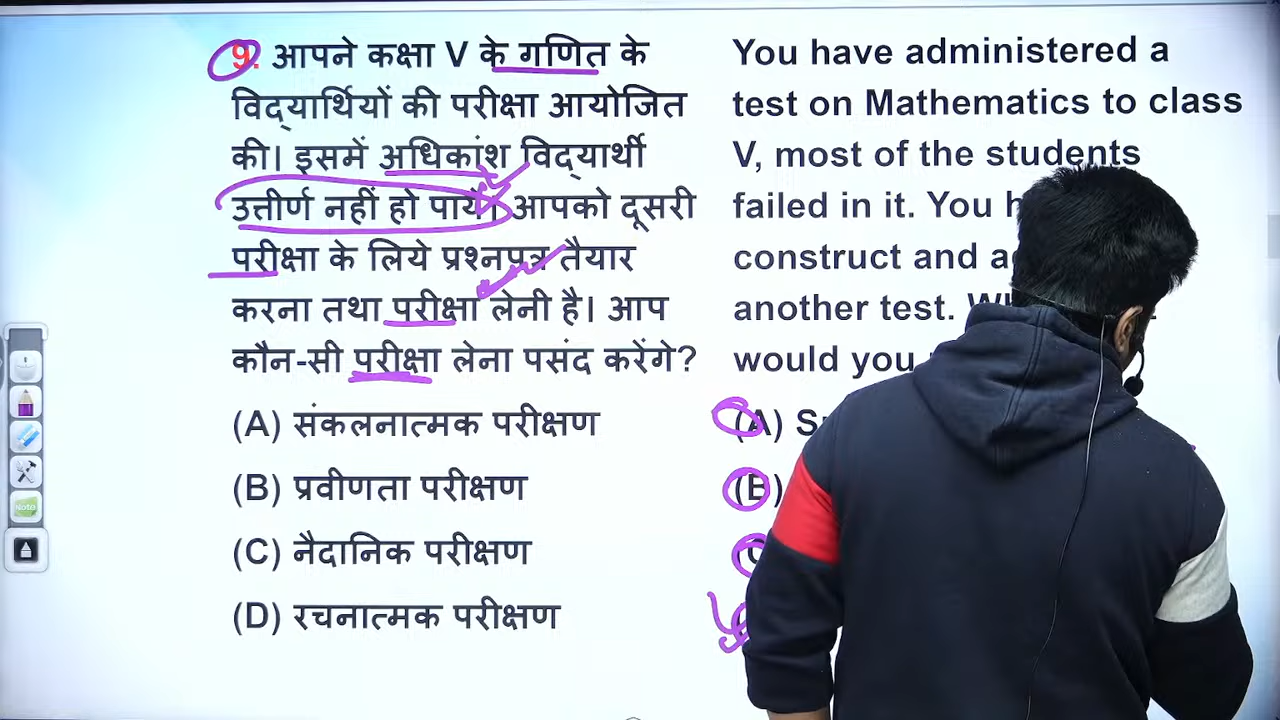 9. आपने कक्षा V के गणित के
विद्यार्थियों की परीक्षा आयोजित
की। इसमें अधिकांश विद्यार्थी
उत्तीर्ण नहीं हो पाये। आपको दूसरी
परीक्षा के लिये प्रश्नपत्र तैयार
करना तथा परीक्षा लेनी है। आप
कौन-सी परीक्षा लेना पसंद करेंगे?
(A) संकलनात्मक परीक्षण
(B) प्रवीणता परीक्षण
(C) नैदानिक परीक्षण
(D) रचनात्मक परीक्षण
You have administered a
test on Mathematics to class
V, most of the students
failed in it. You
construct and
another test.
would you
(A)
(B)